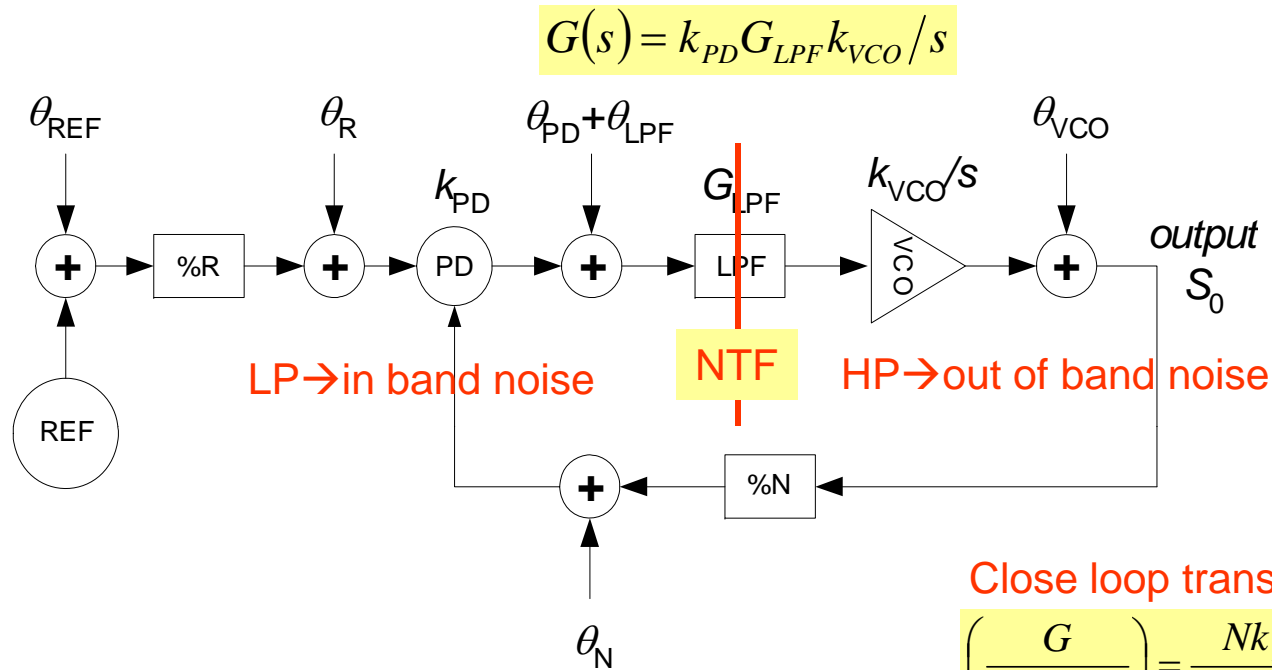 G(s) = k_PD G_LPF k_VCO / s
θ_REF
θ_R
θ_PD+θ_LPF
θ_VCO
k_PD
G_LPF
k_VCO/s
+
%R
+
PD
+
LPF
VCO
+
output
S_0
LP→in band noise
NTF
HP→out of band noise
REF
+
%N
θ_N
Close loop trans
( G ) = Nk